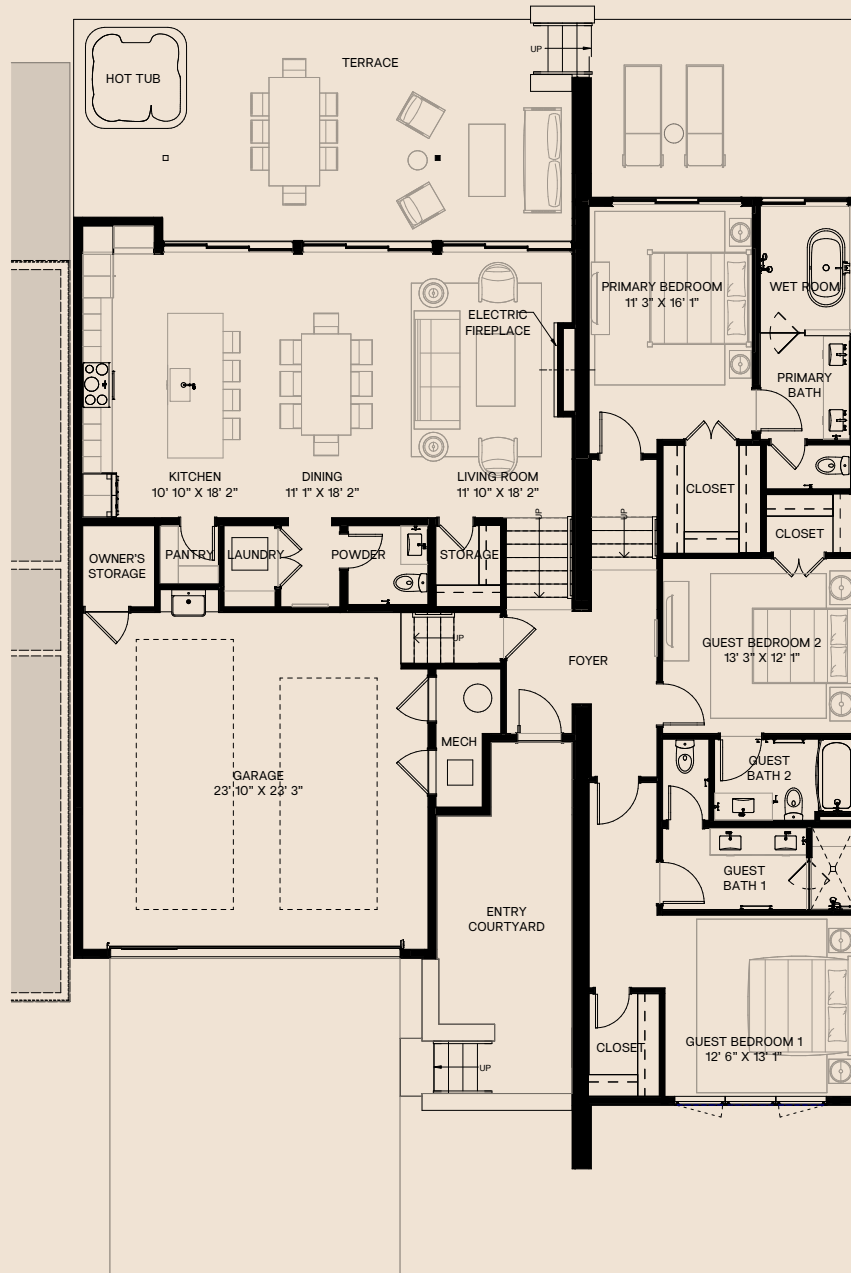 UP
TERRACE
HOT TUB
PRIMARY BEDROOM
11' 3" X 16' 1"
WET ROOM
ELECTRIC
FIREPLACE
PRIMARY
BATH
KITCHEN
10' 10" X 18' 2"
DINING
11' 1" X 18' 2"
LIVING ROOM
11' 10" X 18' 2"
CLOSET
UP
UP
CLOSET
OWNER'S
STORAGE
PANTRY
LAUNDRY
POWDER
STORAGE
UP
FOYER
GUEST BEDROOM 2
13' 3" X 12' 1"
MECH
GUEST
BATH 2
GARAGE
23' 10" X 23' 3"
GUEST
BATH 1
ENTRY
COURTYARD
CLOSET
GUEST BEDROOM 1
12' 6" X 13' 1"
UP